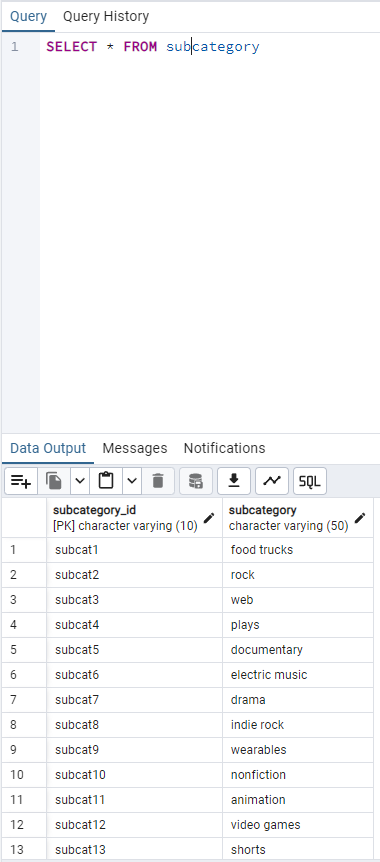 Query Query History
1 SELECT * FROM subcategory
Data Output Messages Notifications
SQL
subcategory_id subcategory
[PK] character varying (10) character varying (50)
1 subcat1 food trucks
2 subcat2 rock
3 subcat3 web
4 subcat4 plays
5 subcat5 documentary
6 subcat6 electric music
7 subcat7 drama
8 subcat8 indie rock
9 subcat9 wearables
10 subcat10 nonfiction
11 subcat11 animation
12 subcat12 video games
13 subcat13 shorts